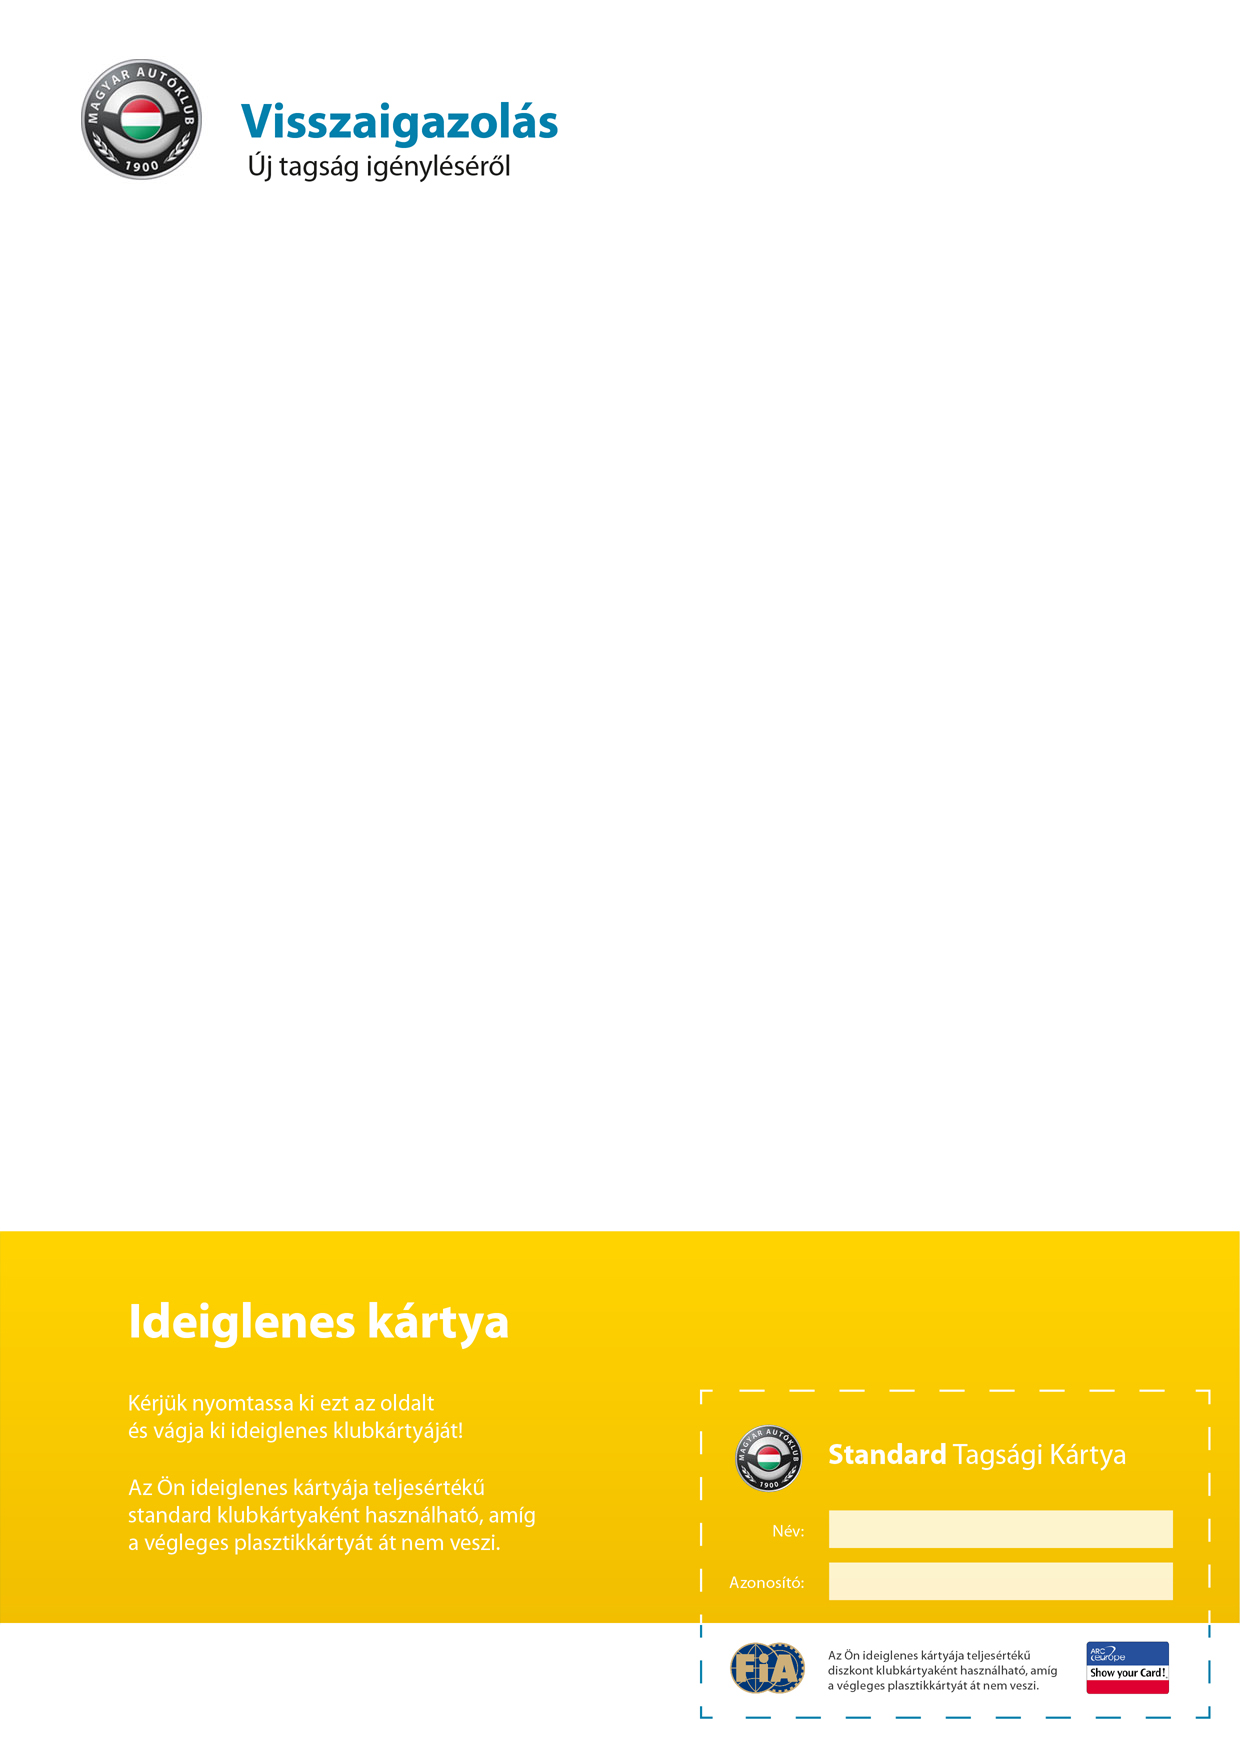 MAGYAR AUTÓKLUB
1900
Visszaigazolás
Új tagság igényléséről
Ideiglenes kártya
Kérjük nyomtassa ki ezt az oldalt
és vágja ki ideiglenes klubkártyáját!
Az Ön ideiglenes kártyája teljesértékű
standard klubkártyaként használható, amíg
a végleges plasztikkártyát át nem veszi.
MAGYAR AUTÓKLUB
1900
Standard Tagsági Kártya
Név:
Azonosító:
FiA
Az Ön ideiglenes kártyája teljesértékű
diszkont klubkártyaként használható, amíg
a végleges plasztikkártyát át nem veszi.
ARC
europe
Show your Card!